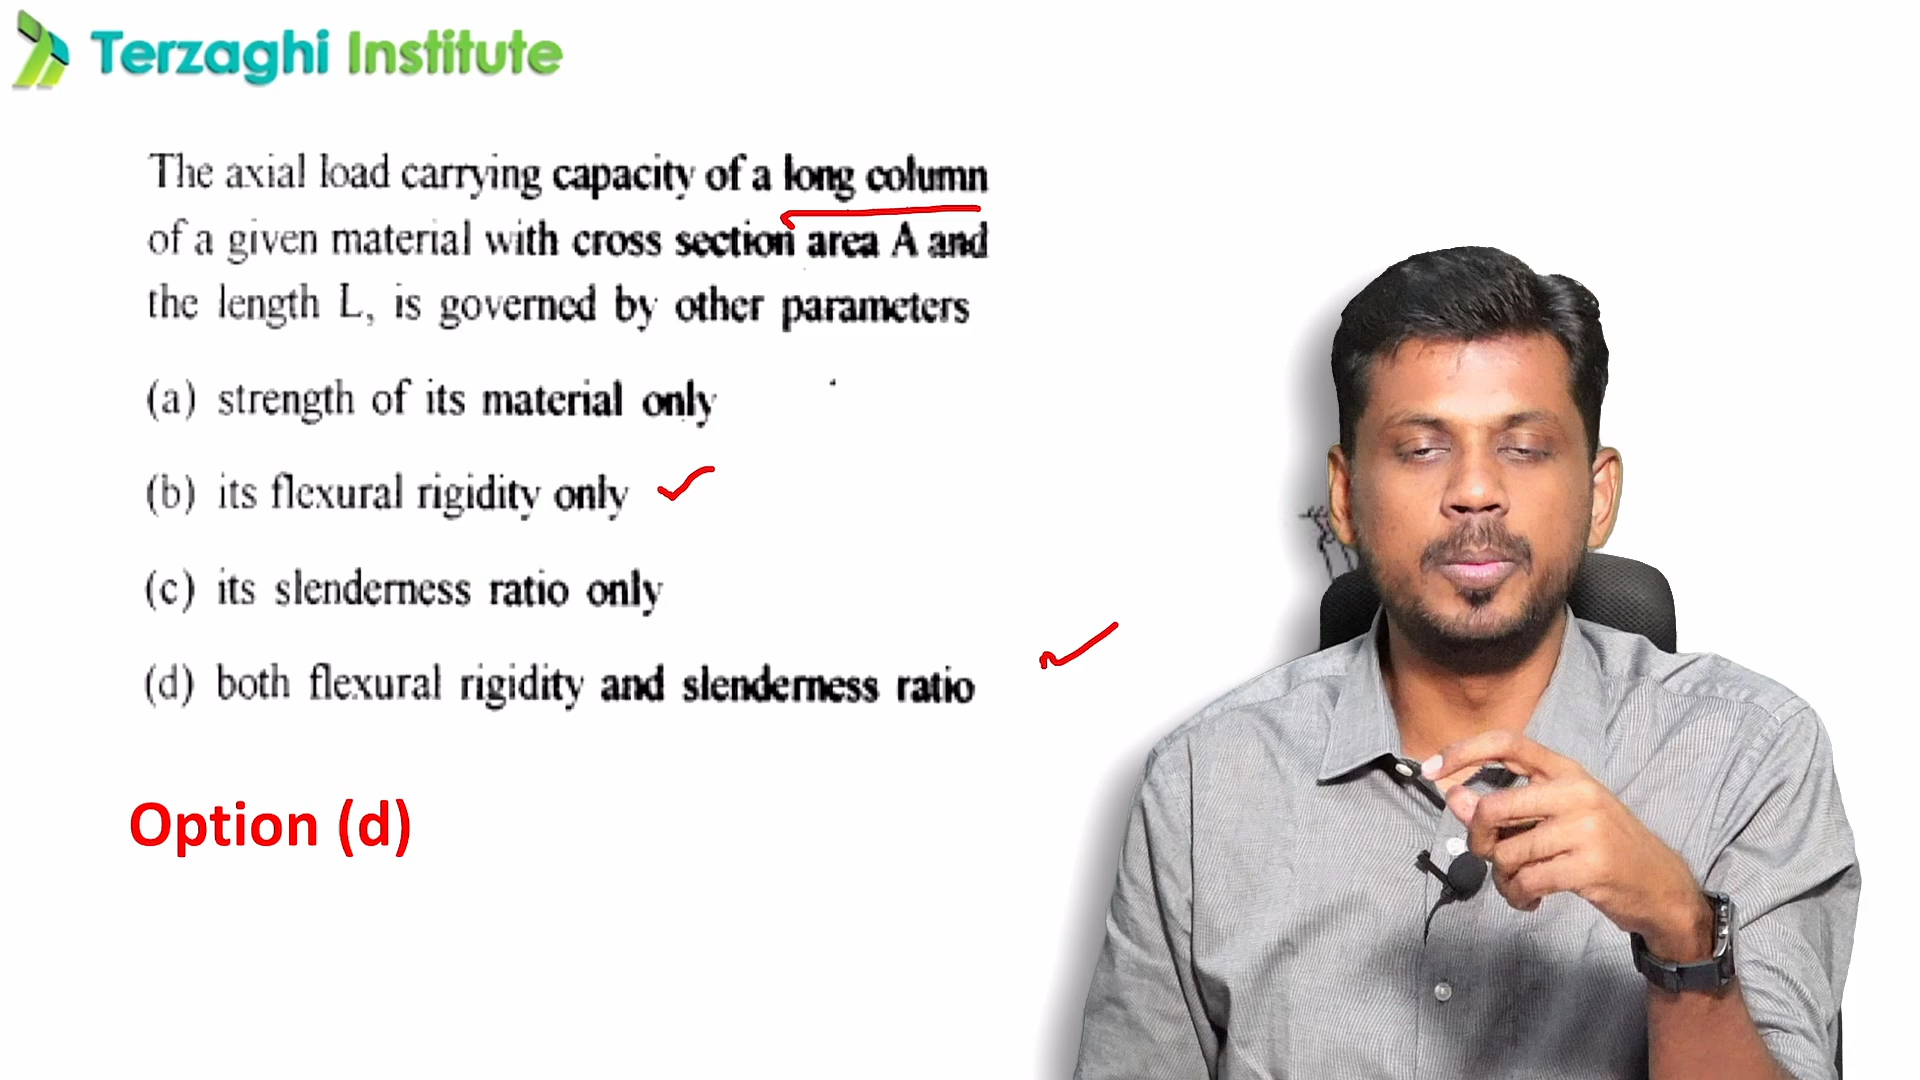 Terzaghi Institute
The axial load carrying capacity of a long column
of a given material with cross section area A and
the length L, is governed by other parameters
(a) strength of its material only
(b) its flexural rigidity only
(c) its slenderness ratio only
(d) both flexural rigidity and slenderness ratio
Option (d)